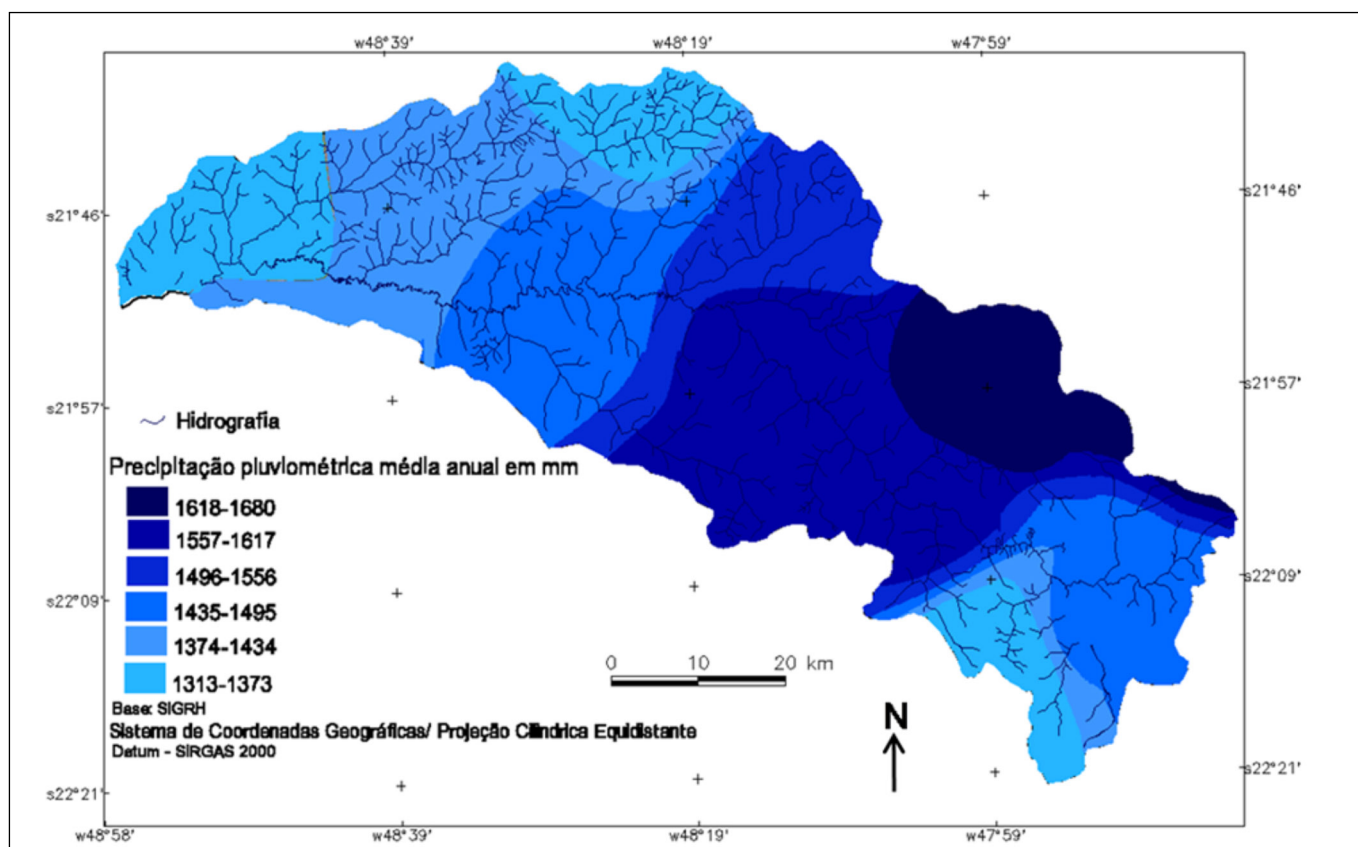 w48°39' w48°19' w47°59'
s21°46' s21°46'
s21°57' s21°57'
Hidrografia
Precipitação pluviométrica média anual em mm
1618-1680
1557-1617
1496-1556
1435-1495
1374-1434
1313-1373
s22°09' s22°09'
0 10 20 km
Base: SIGRH
Sistema de Coordenadas Geográficas/ Projeção Cilíndrica Equidistante
Datum - SIRGAS 2000
N
s22°21' s22°21'
w48°58' w48°39' w48°19' w47°59'